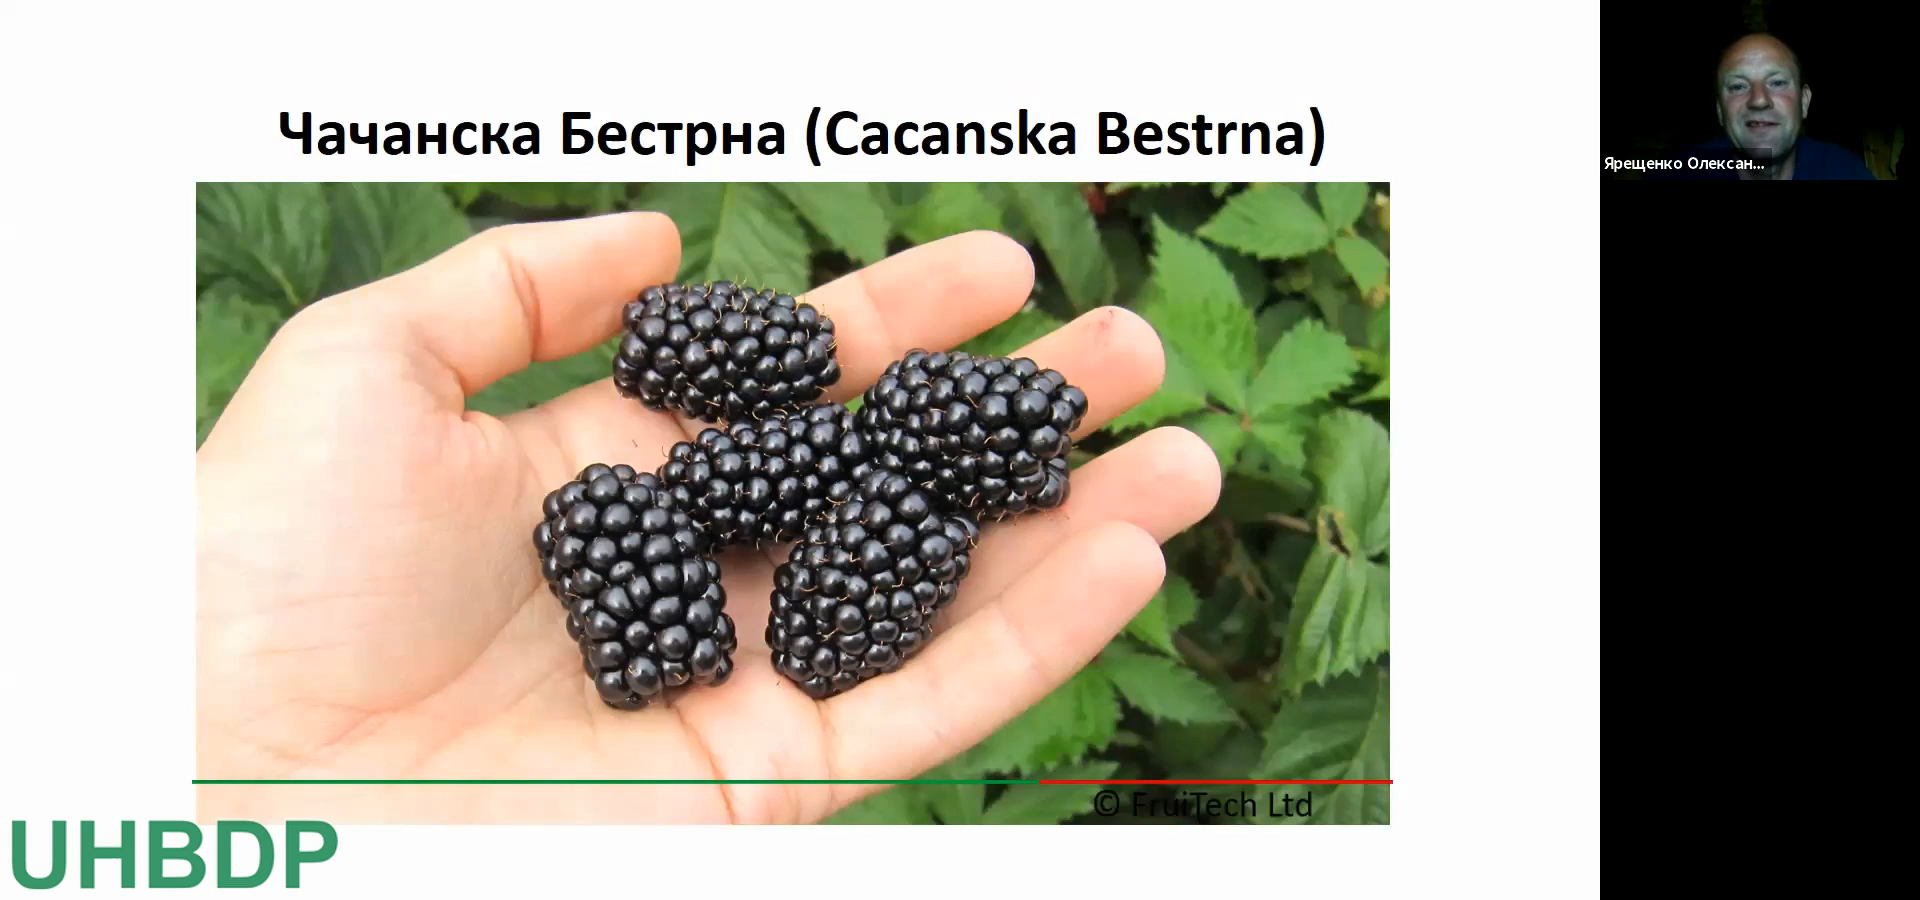 Чачанска Бестрна (Cacanska Bestrna)
Ярещенко Олексан...
© FruiTech Ltd
UHBDP